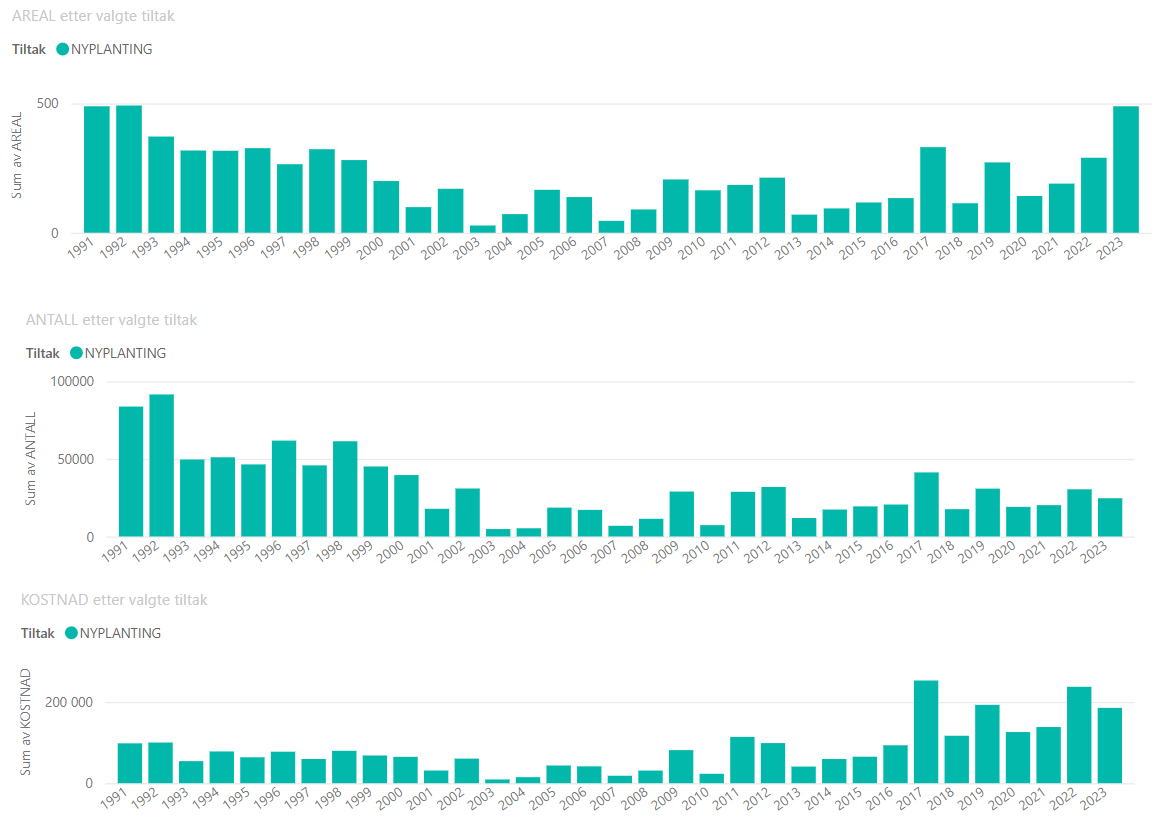 AREAL etter valgte tiltak
Tiltak NYPLANTING
Sum av AREAL
500
0
1991 1992 1993 1994 1995 1996 1997 1998 1999 2000 2001 2002 2003 2004 2005 2006 2007 2008 2009 2010 2011 2012 2013 2014 2015 2016 2017 2018 2019 2020 2021 2022 2023
ANTALL etter valgte tiltak
Tiltak NYPLANTING
Sum av ANTALL
100000
50000
0
1991 1992 1993 1994 1995 1996 1997 1998 1999 2000 2001 2002 2003 2004 2005 2006 2007 2008 2009 2010 2011 2012 2013 2014 2015 2016 2017 2018 2019 2020 2021 2022 2023
KOSTNAD etter valgte tiltak
Tiltak NYPLANTING
Sum av KOSTNAD
200 000
0
1991 1992 1993 1994 1995 1996 1997 1998 1999 2000 2001 2002 2003 2004 2005 2006 2007 2008 2009 2010 2011 2012 2013 2014 2015 2016 2017 2018 2019 2020 2021 2022 2023